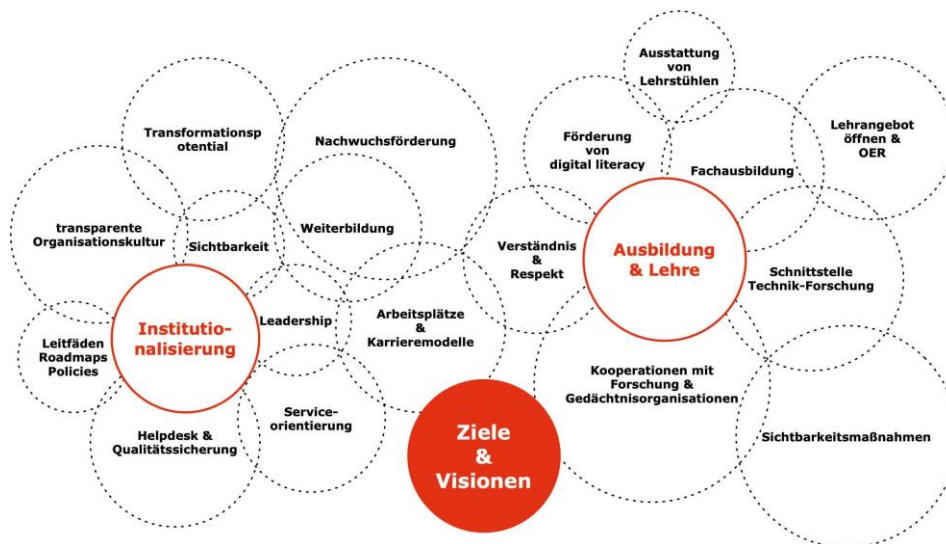 Ausstattung
von
Lehrstühlen
Transformationsp
otential
Nachwuchsförderung
Förderung
von
digital literacy
Fachausbildung
Lehrangebot
öffnen &
OER
transparente
Organisationskultur
Sichtbarkeit
Weiterbildung
Verständnis
&
Respekt
Ausbildung
& Lehre
Schnittstelle
Technik-Forschung
Institutio-
nalisierung
Leadership
Arbeitsplätze
&
Karrieremodelle
Leitfäden
Roadmaps
Policies
Kooperationen mit
Forschung &
Gedächtnisorganisationen
Helpdesk &
Qualitätssicherung
Service-
orientierung
Ziele
&
Visionen
Sichtbarkeitsmaßnahmen